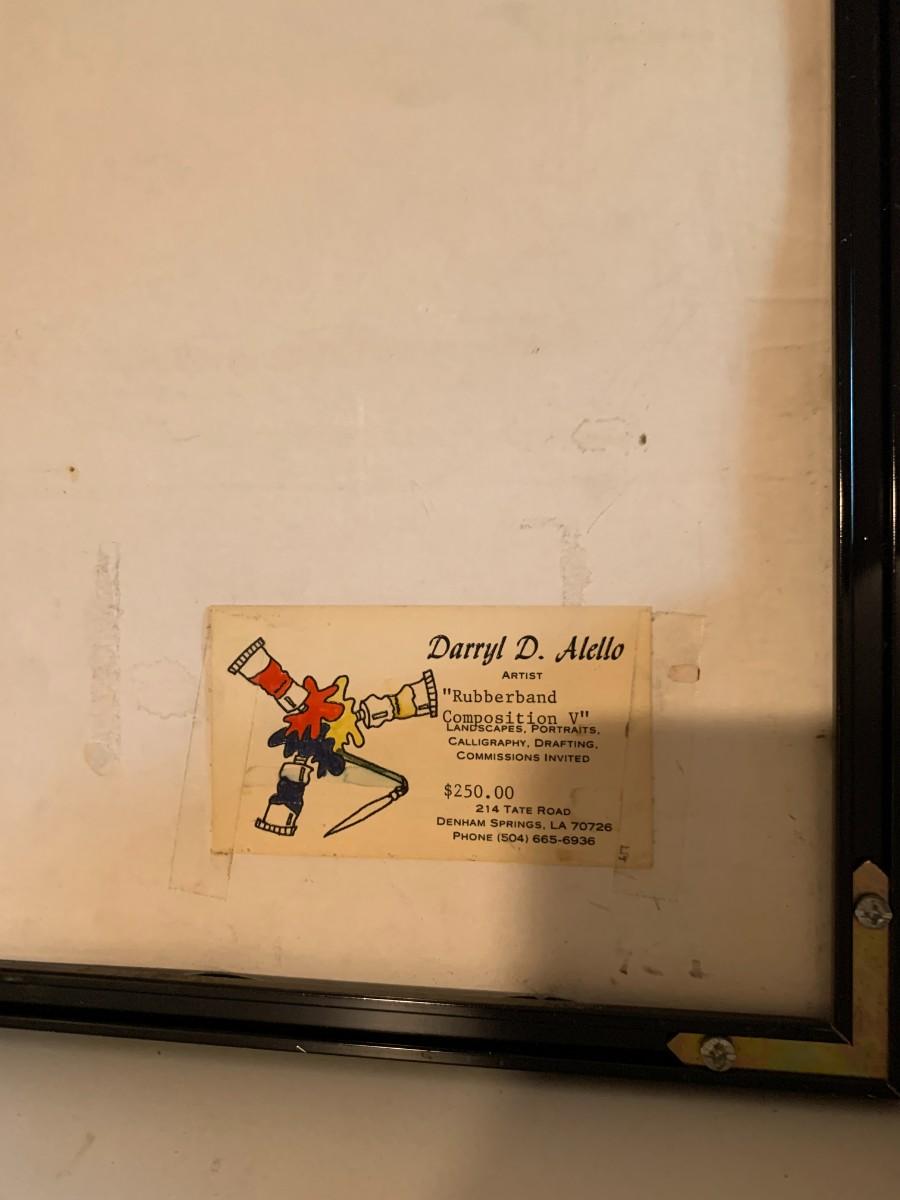 Darryl D. Alello
ARTIST
"Rubberband
Composition V"
LANDSCAPES, PORTRAITS,
CALLIGRAPHY, DRAFTING,
COMMISSIONS INVITED
$250.00
214 TATE ROAD
DENHAM SPRINGS, LA 70726
PHONE (504) 665-6936